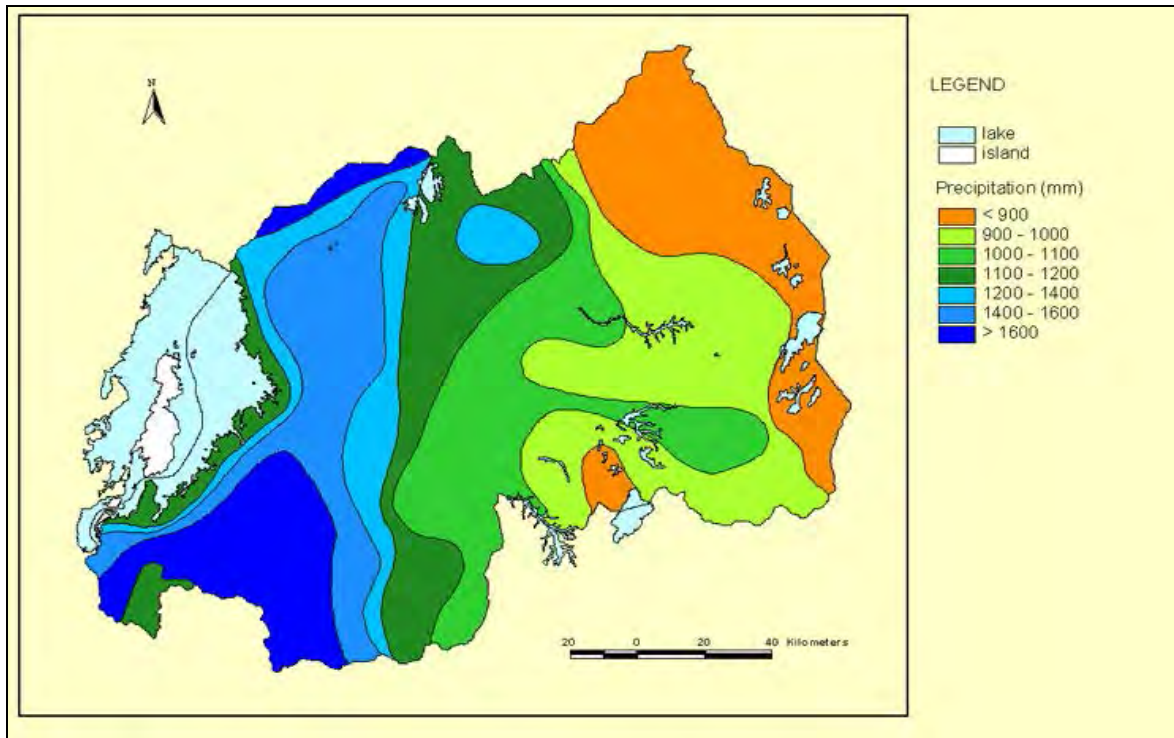 N
LEGEND
lake
island
Precipitation (mm)
< 900
900 - 1000
1000 - 1100
1100 - 1200
1200 - 1400
1400 - 1600
> 1600
20 0 20 40 Kilometers